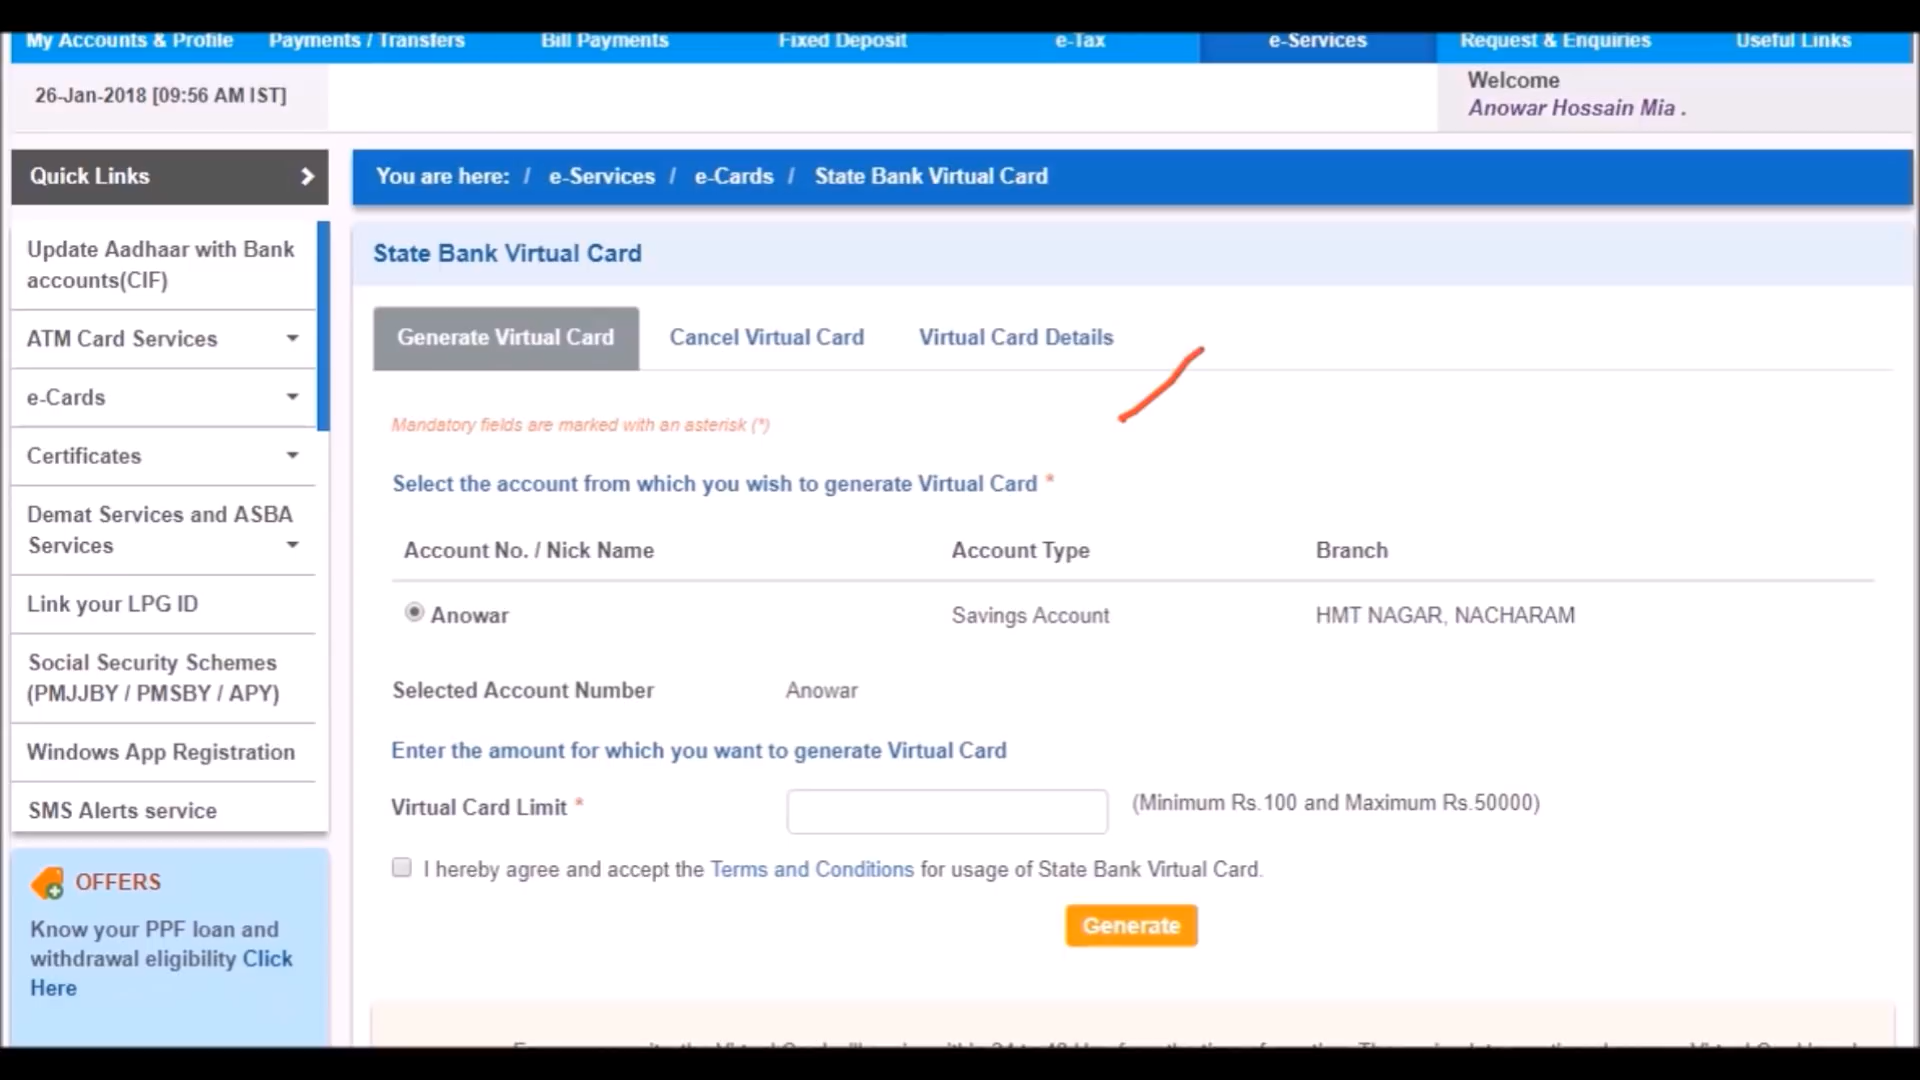 My Accounts & Profile Payments / Transfers Bill Payments Fixed Deposit e-Tax e-Services Request & Enquiries Useful Links
26-Jan-2018 [09:56 AM IST]
Welcome
Anowar Hossain Mia .
Quick Links
You are here: / e-Services / e-Cards / State Bank Virtual Card
Update Aadhaar with Bank
accounts(CIF)
ATM Card Services
e-Cards
Certificates
Demat Services and ASBA
Services
Link your LPG ID
Social Security Schemes
(PMJJBY / PMSBY / APY)
Windows App Registration
SMS Alerts service
OFFERS
Know your PPF loan and
withdrawal eligibility Click
Here
State Bank Virtual Card
Generate Virtual Card Cancel Virtual Card Virtual Card Details
Mandatory fields are marked with an asterisk (*)
Select the account from which you wish to generate Virtual Card *
Account No. / Nick Name Account Type Branch
Anowar Savings Account HMT NAGAR, NACHARAM
Selected Account Number Anowar
Enter the amount for which you want to generate Virtual Card
Virtual Card Limit * (Minimum Rs.100 and Maximum Rs.50000)
I hereby agree and accept the Terms and Conditions for usage of State Bank Virtual Card.
Generate